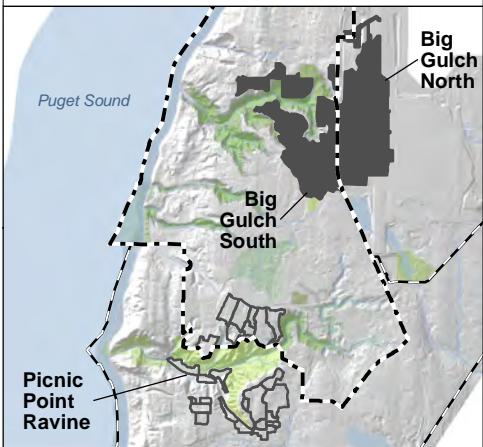 Puget Sound
Big
Gulch
North
Big
Gulch
South
Picnic
Point
Ravine